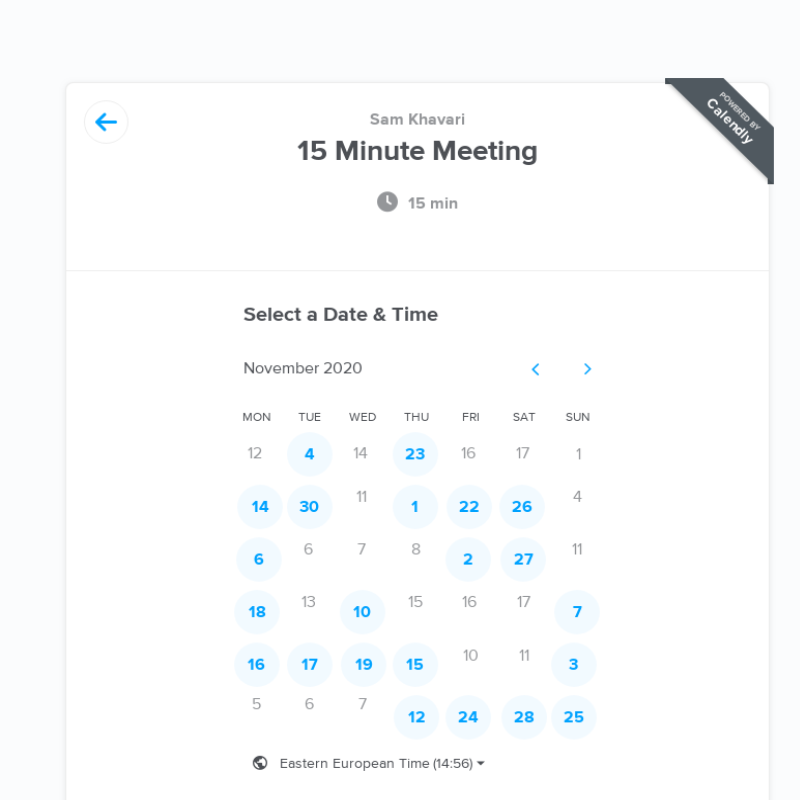 POWERED BY
Calendly
Sam Khavari
15 Minute Meeting
15 min
Select a Date & Time
November 2020
MON TUE WED THU FRI SAT SUN
12 4 14 23 16 17 1
14 30 11 1 22 26 4
6 6 7 8 2 27 11
18 13 10 15 16 17 7
16 17 19 15 10 11 3
5 6 7 12 24 28 25
Eastern European Time (14:56)